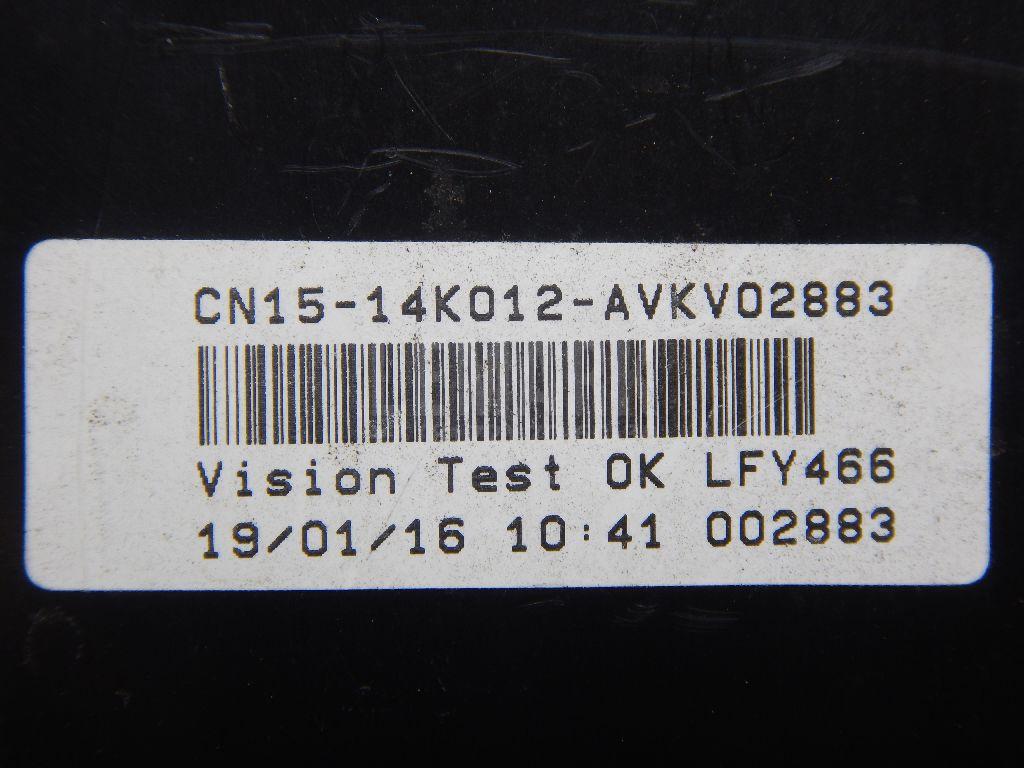 CN15-14K012-AVKV02883
Vision Test OK LFY466
19/01/16 10:41 002883